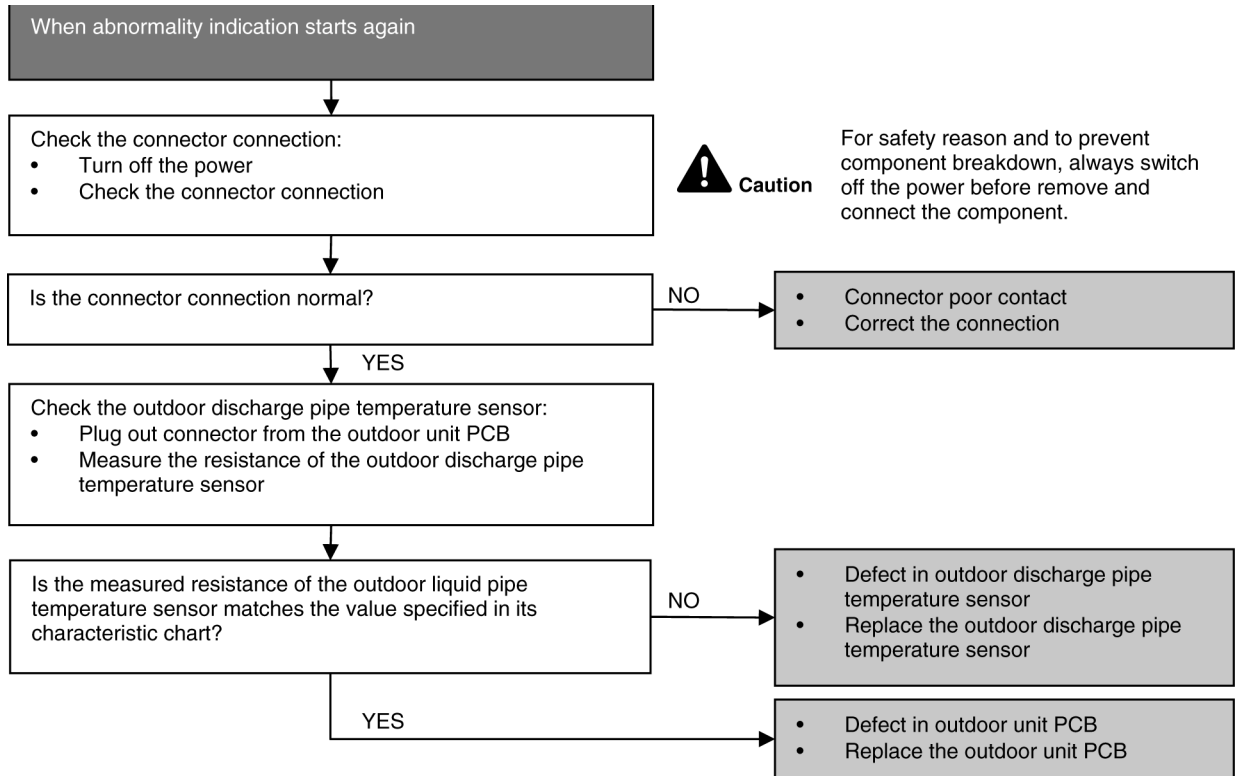 When abnormality indication starts again
Check the connector connection:
• Turn off the power
• Check the connector connection
Caution
For safety reason and to prevent
component breakdown, always switch
off the power before remove and
connect the component.
Is the connector connection normal?
NO
• Connector poor contact
• Correct the connection
YES
Check the outdoor discharge pipe temperature sensor:
• Plug out connector from the outdoor unit PCB
• Measure the resistance of the outdoor discharge pipe
temperature sensor
Is the measured resistance of the outdoor liquid pipe
temperature sensor matches the value specified in its
characteristic chart?
NO
• Defect in outdoor discharge pipe
temperature sensor
• Replace the outdoor discharge pipe
temperature sensor
YES
• Defect in outdoor unit PCB
• Replace the outdoor unit PCB